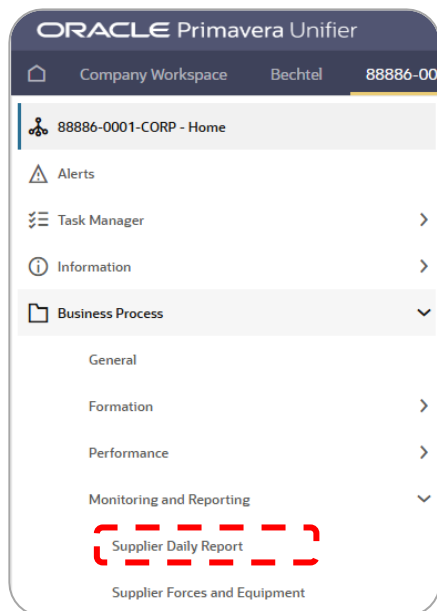 ORACLE Primavera Unifier
Company Workspace Bechtel 88886-00
88886-0001-CORP - Home
Alerts
Task Manager
Information
Business Process
General
Formation
Performance
Monitoring and Reporting
Supplier Daily Report
Supplier Forces and Equipment